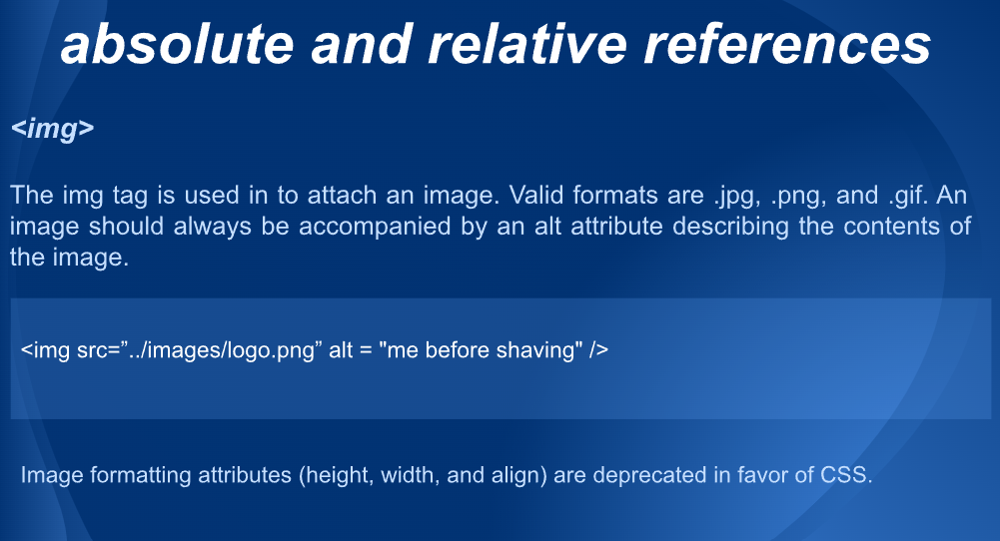 absolute and relative references
<img>
The img tag is used in to attach an image. Valid formats are .jpg, .png, and .gif. An
image should always be accompanied by an alt attribute describing the contents of
the image.
<img src=”../images/logo.png” alt = "me before shaving" />
Image formatting attributes (height, width, and align) are deprecated in favor of CSS.